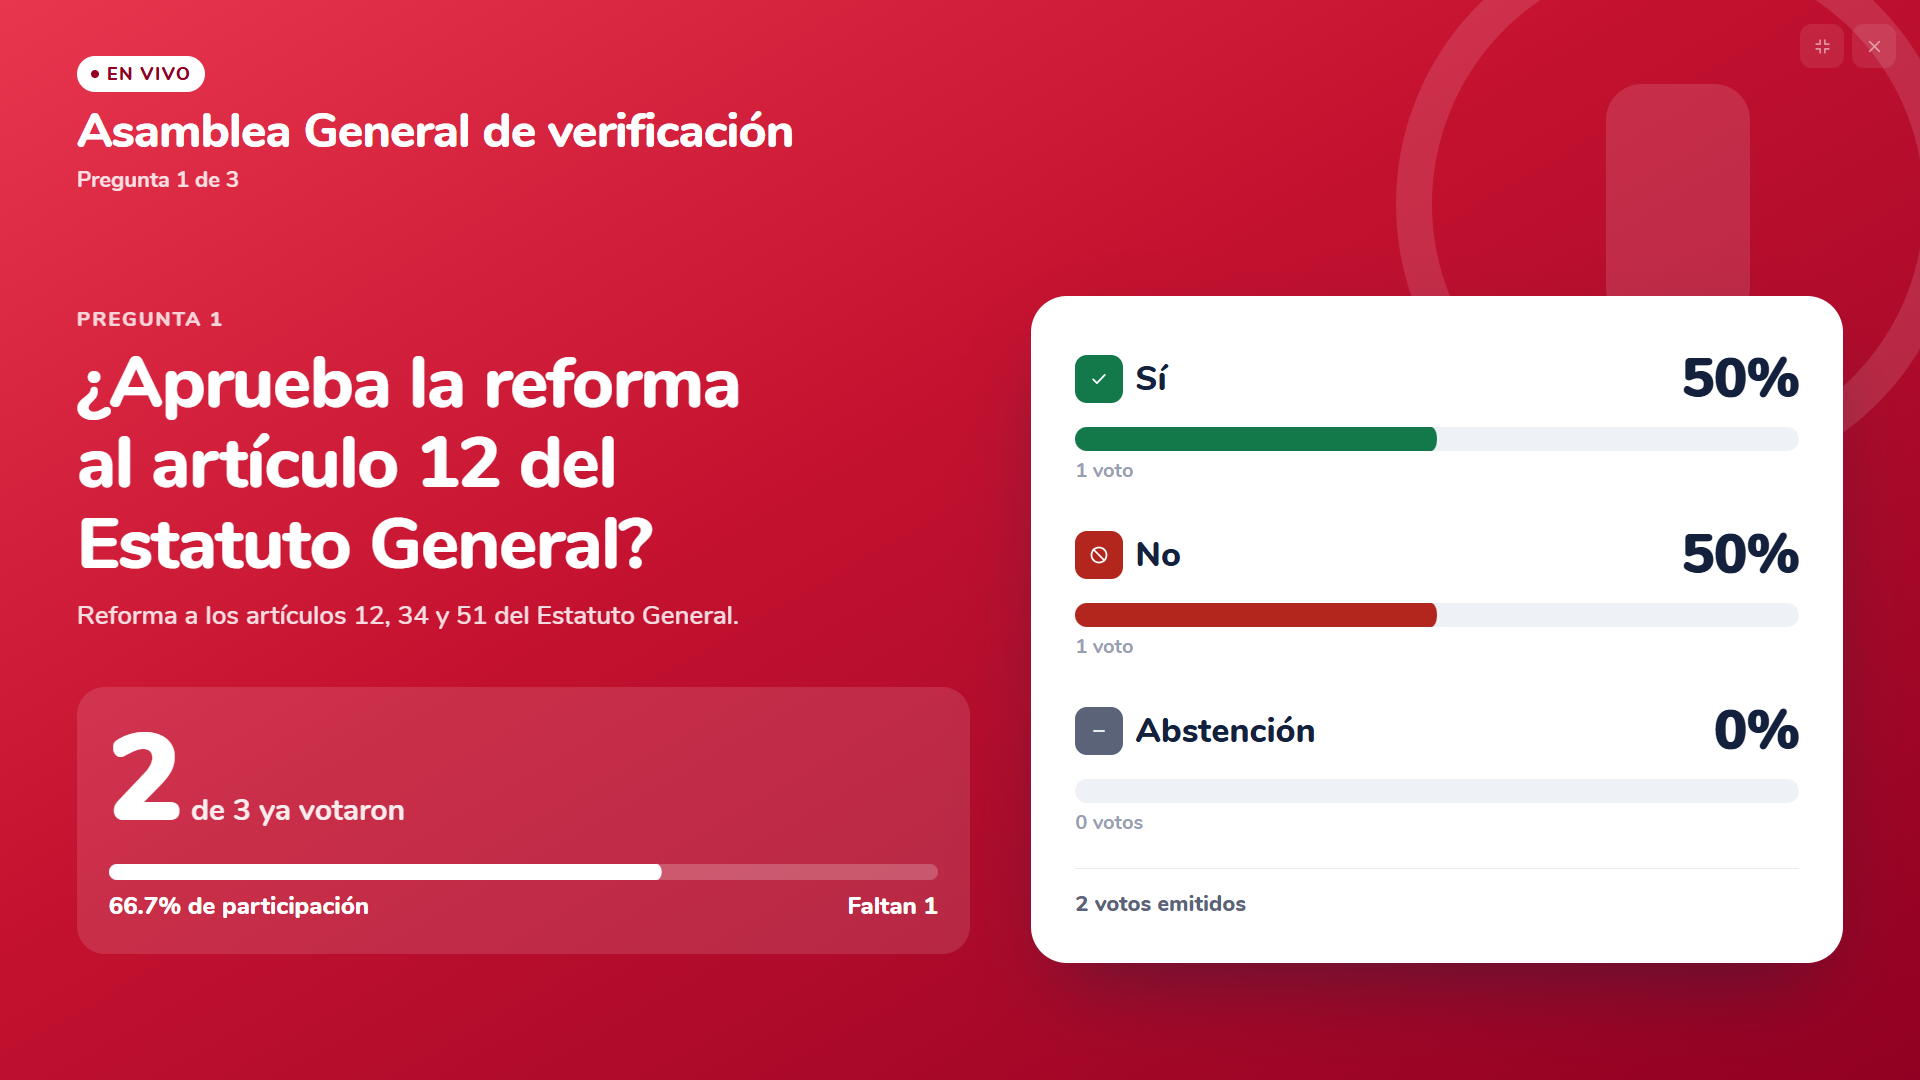 EN VIVO
Asamblea General de verificación
Pregunta 1 de 3
PREGUNTA 1
¿Aprueba la reforma
al artículo 12 del
Estatuto General?
Reforma a los artículos 12, 34 y 51 del Estatuto General.
2 de 3 ya votaron
66.7% de participación
Faltan 1
Sí
50%
1 voto
No
50%
1 voto
Abstención
0%
0 votos
2 votos emitidos